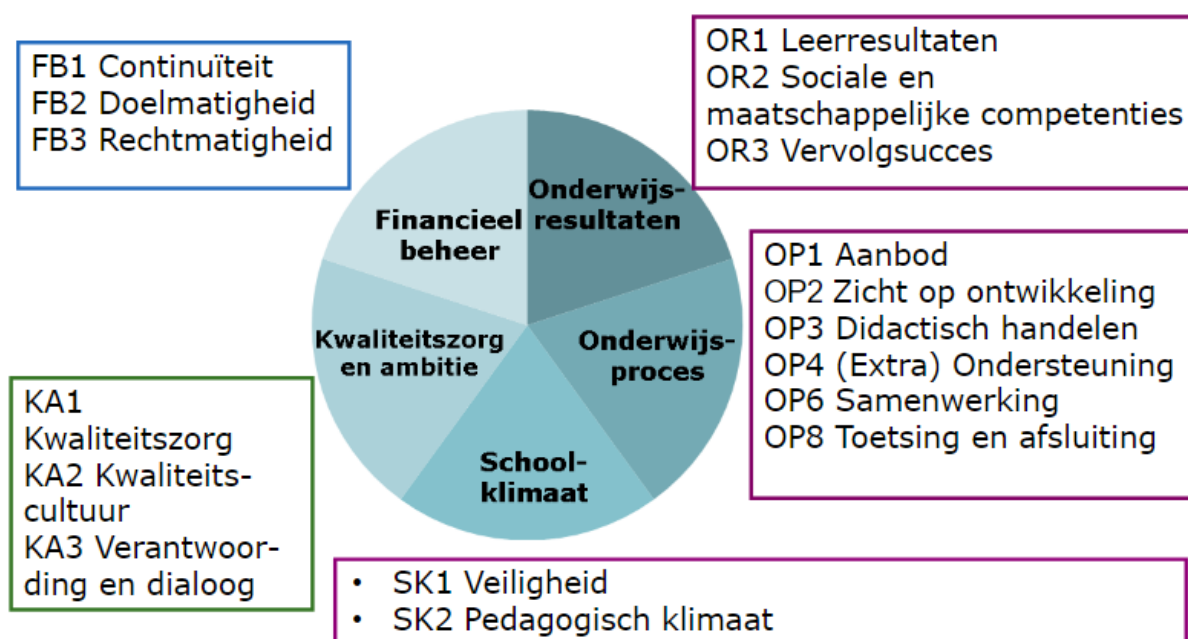 FB1 Continuïteit
FB2 Doelmatigheid
FB3 Rechtmatigheid
OR1 Leerresultaten
OR2 Sociale en
maatschappelijke competenties
OR3 Vervolgsucces
Onderwijs-
resultaten
Financieel
beheer
Kwaliteitszorg
en ambitie
Onderwijs-
proces
School-
klimaat
OP1 Aanbod
OP2 Zicht op ontwikkeling
OP3 Didactisch handelen
OP4 (Extra) Ondersteuning
OP6 Samenwerking
OP8 Toetsing en afsluiting
KA1
Kwaliteitszorg
KA2 Kwaliteits-
cultuur
KA3 Verantwoor-
ding en dialoog
• SK1 Veiligheid
• SK2 Pedagogisch klimaat